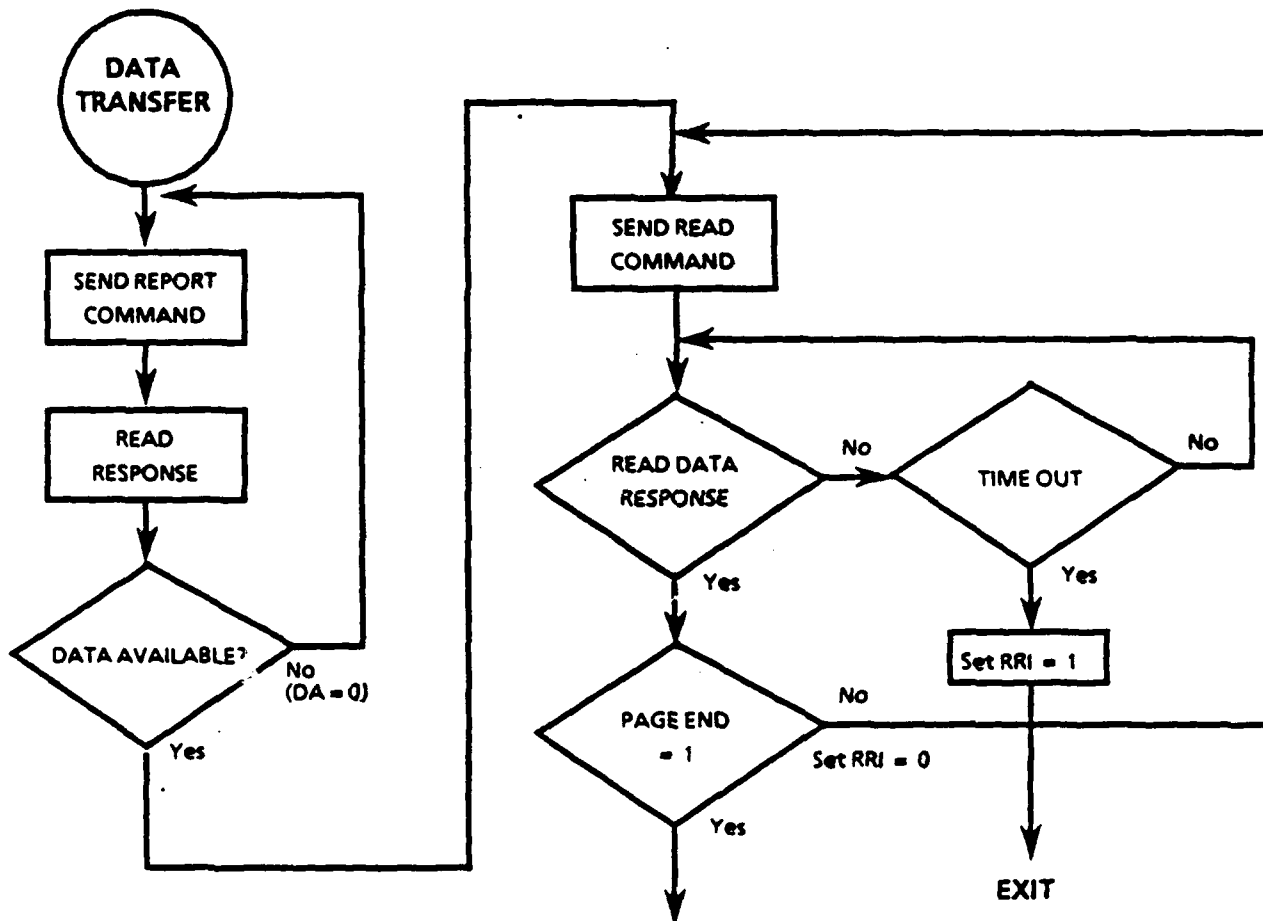 DATA
TRANSFER
SEND REPORT
COMMAND
READ
RESPONSE
DATA AVAILABLE?
No
(DA = 0)
Yes
SEND READ
COMMAND
READ DATA
RESPONSE
No
Yes
TIME OUT
No
Yes
Set RRI = 1
EXIT
PAGE END
= 1
No
Set RRI = 0
Yes